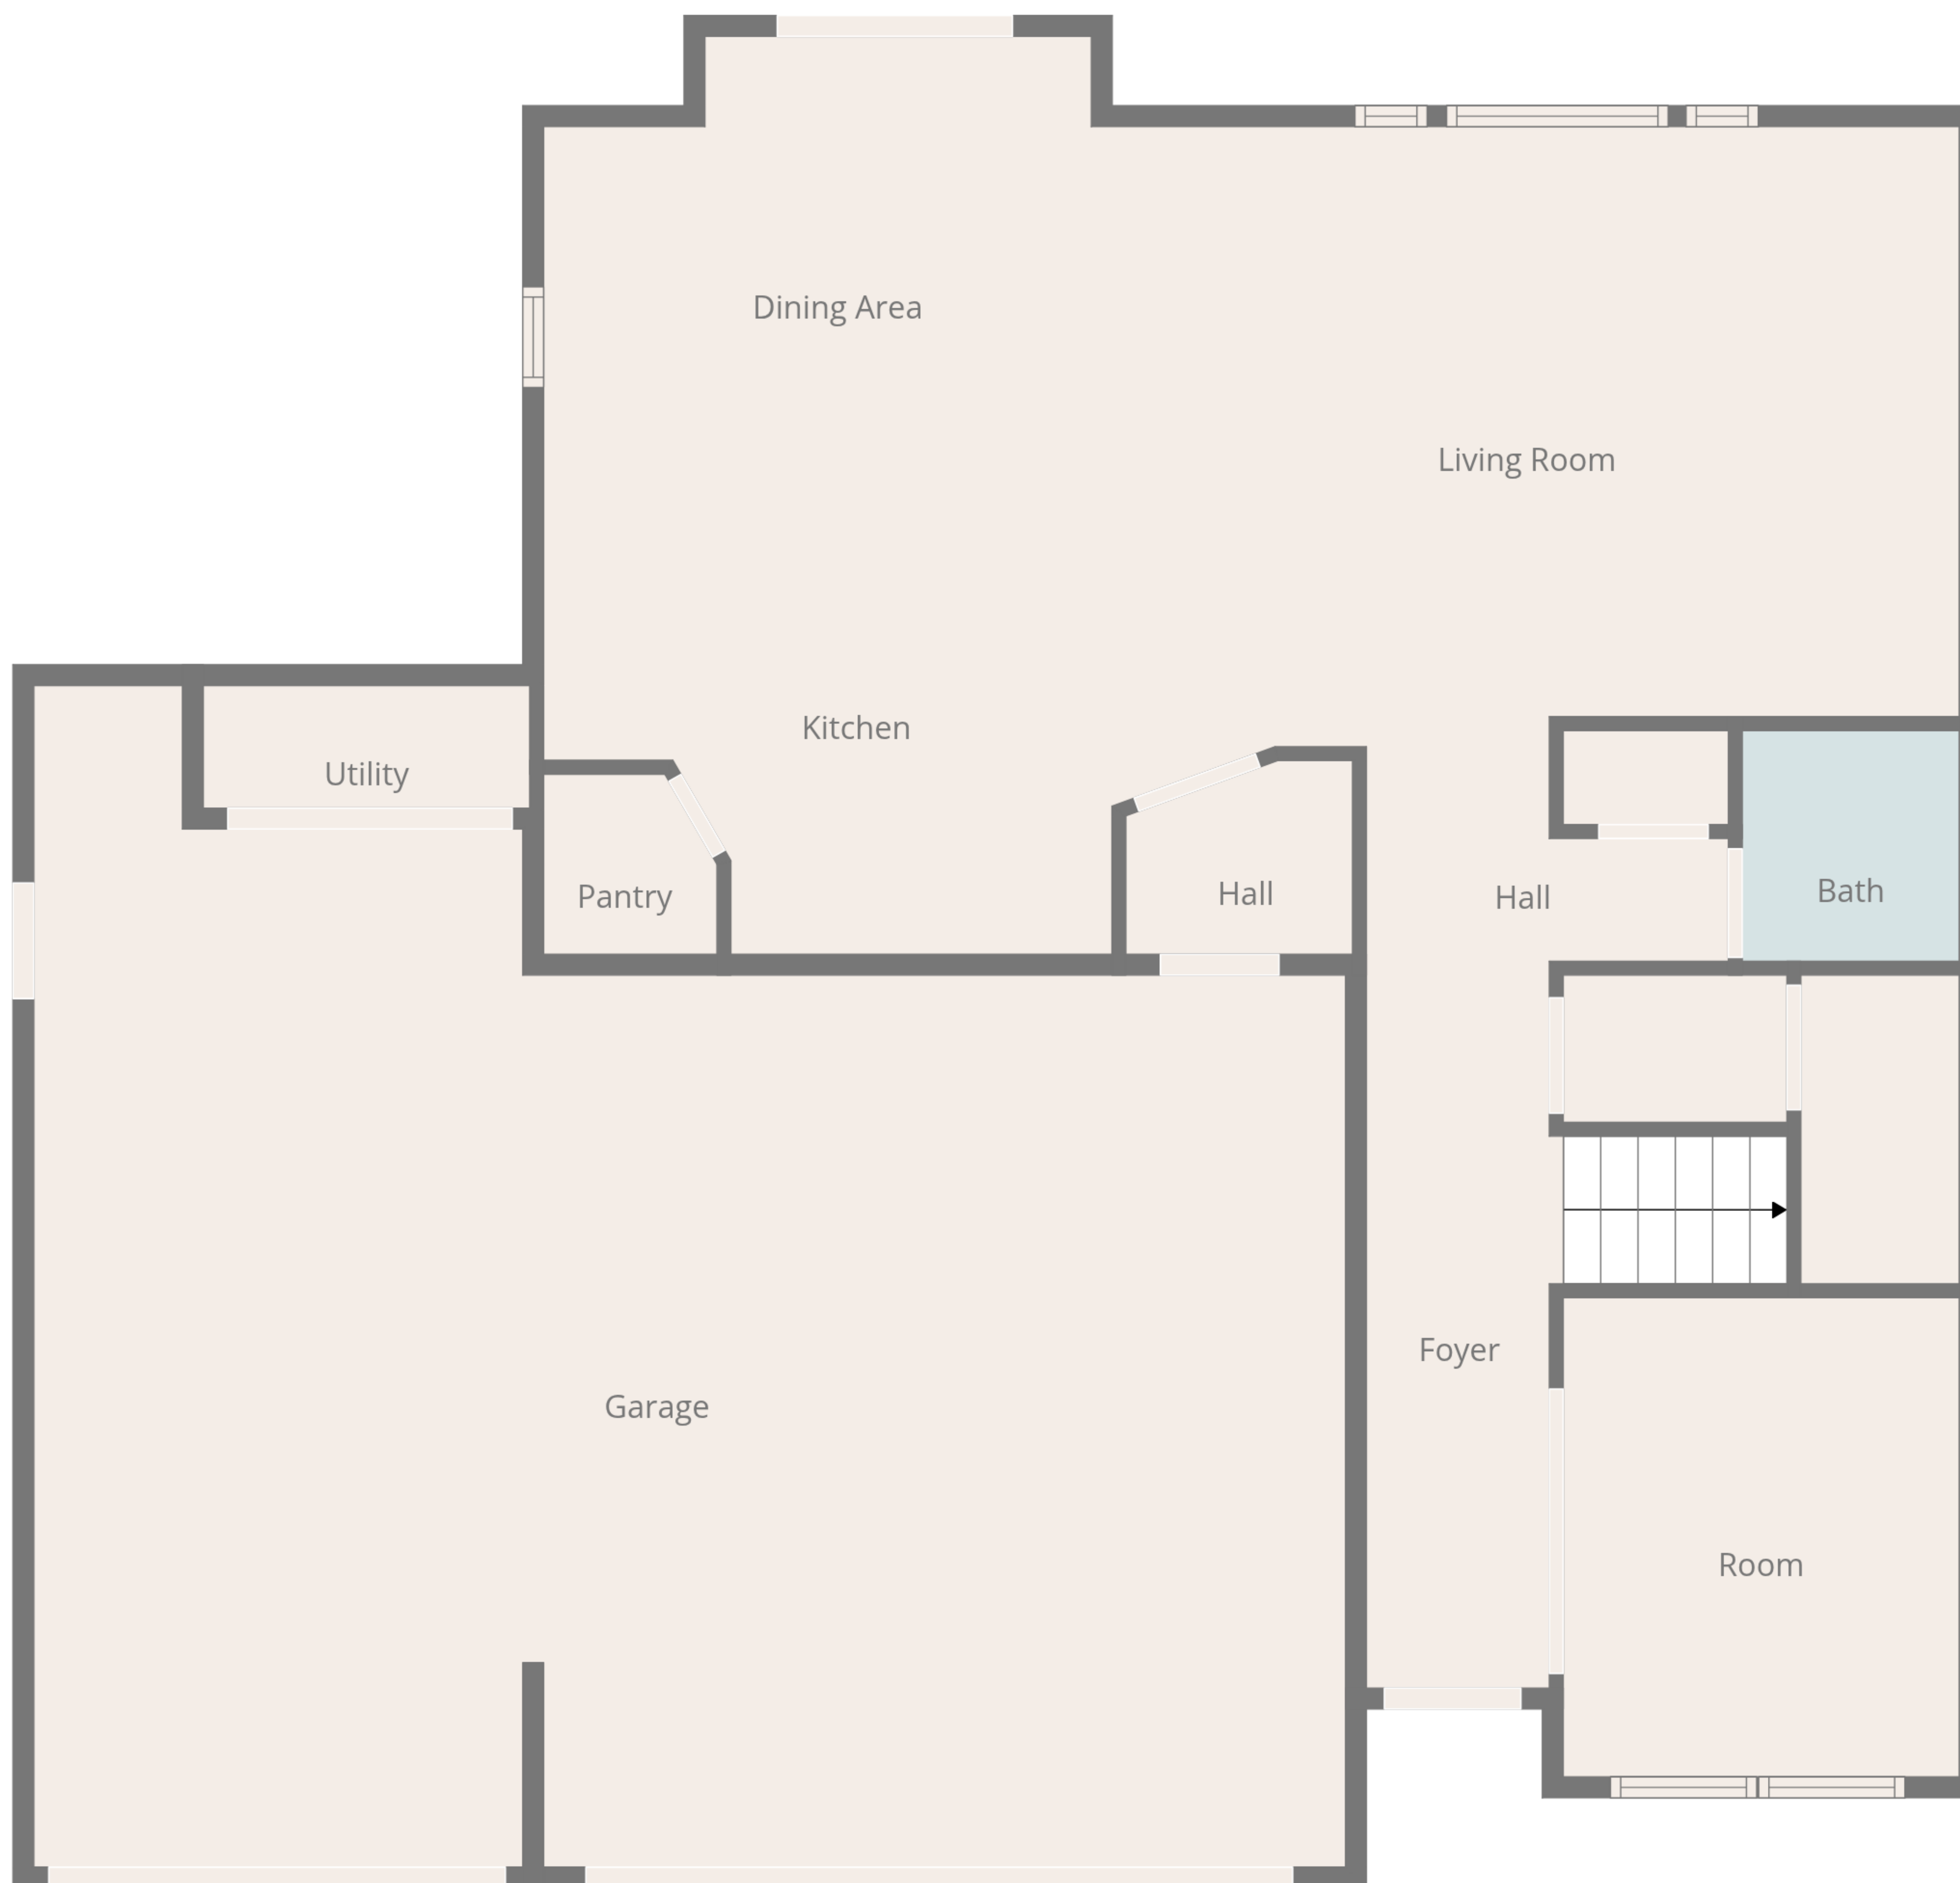 Dining Area
Living Room
Kitchen
Utility
Pantry
Hall
Hall
Bath
Foyer
Garage
Room